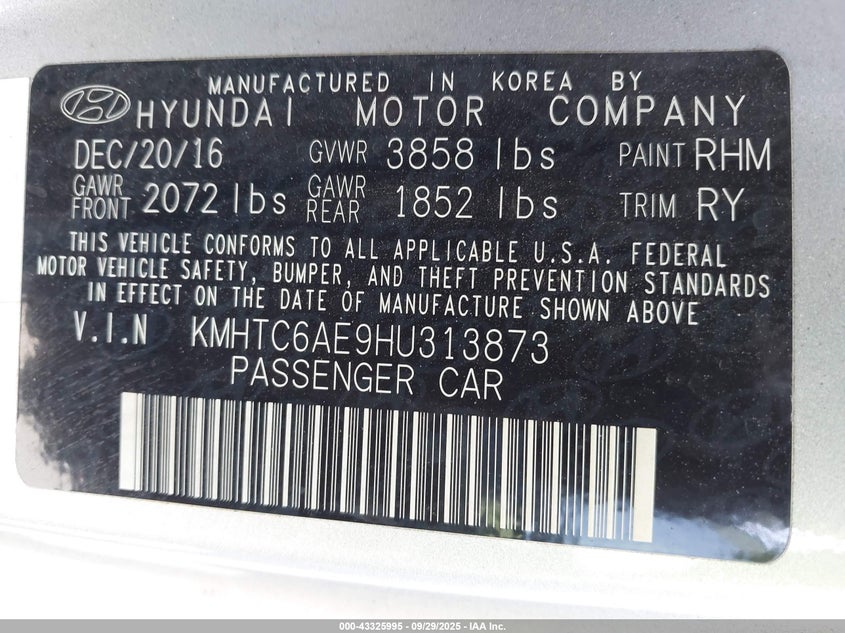 MANUFACTURED IN KOREA BY
HYUNDAI MOTOR COMPANY
DEC/20/16 GVWR 3858 lbs PAINT RHM
GAWR FRONT 2072 lbs GAWR REAR 1852 lbs TRIM RY
THIS VEHICLE CONFORMS TO ALL APPLICABLE U.S.A. FEDERAL
MOTOR VEHICLE SAFETY, BUMPER, AND THEFT PREVENTION STANDARDS
IN EFFECT ON THE DATE OF MANUFACTURE SHOWN ABOVE
V.I.N KMHTC6AE9HU313873
PASSENGER CAR
000-43325995 - 09/29/2025 - IAA Inc.